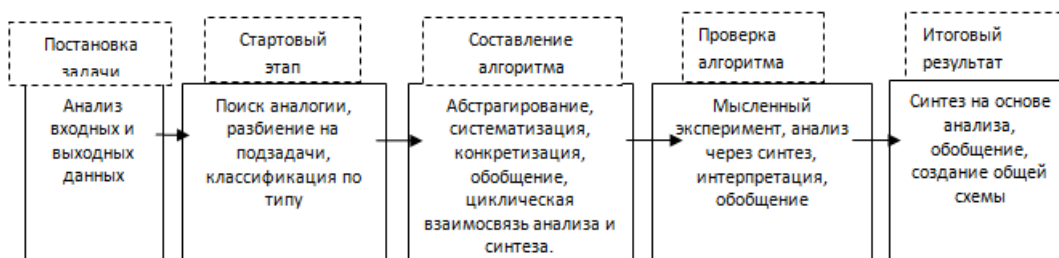 Постановка
задачи
Анализ
входных и
выходных
данных
Стартовый
этап
Поиск аналогии,
разбиение на
подзадачи,
классификация по
типу
Составление
алгоритма
Абстрагирование,
систематизация,
конкретизация,
обобщение,
циклическая
взаимосвязь анализа и
синтеза.
Проверка
алгоритма
Мысленный
эксперимент, анализ
через синтез,
интерпретация,
обобщение
Итоговый
результат
Синтез на основе
анализа,
обобщение,
создание общей
схемы